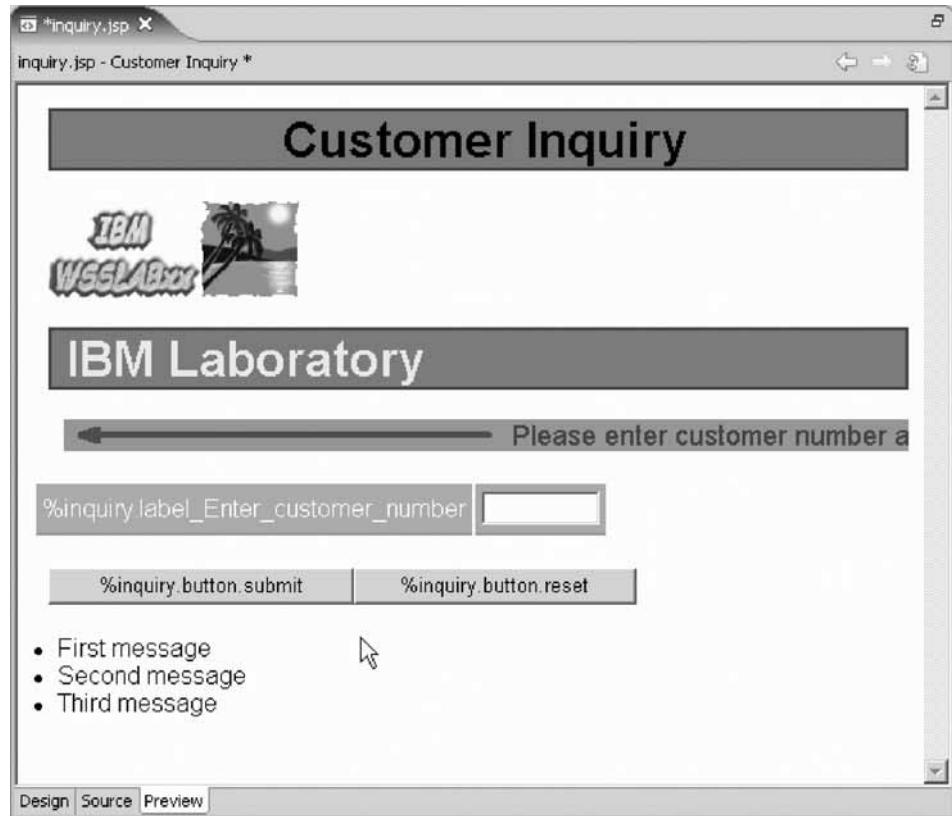 *inquiry.jsp
inquiry.jsp - Customer Inquiry *
Customer Inquiry
IBM
WSSLABxx
IBM Laboratory
Please enter customer number a
%inquiry.label_Enter_customer_number
%inquiry.button.submit %inquiry.button.reset
• First message
• Second message
• Third message
Design Source Preview